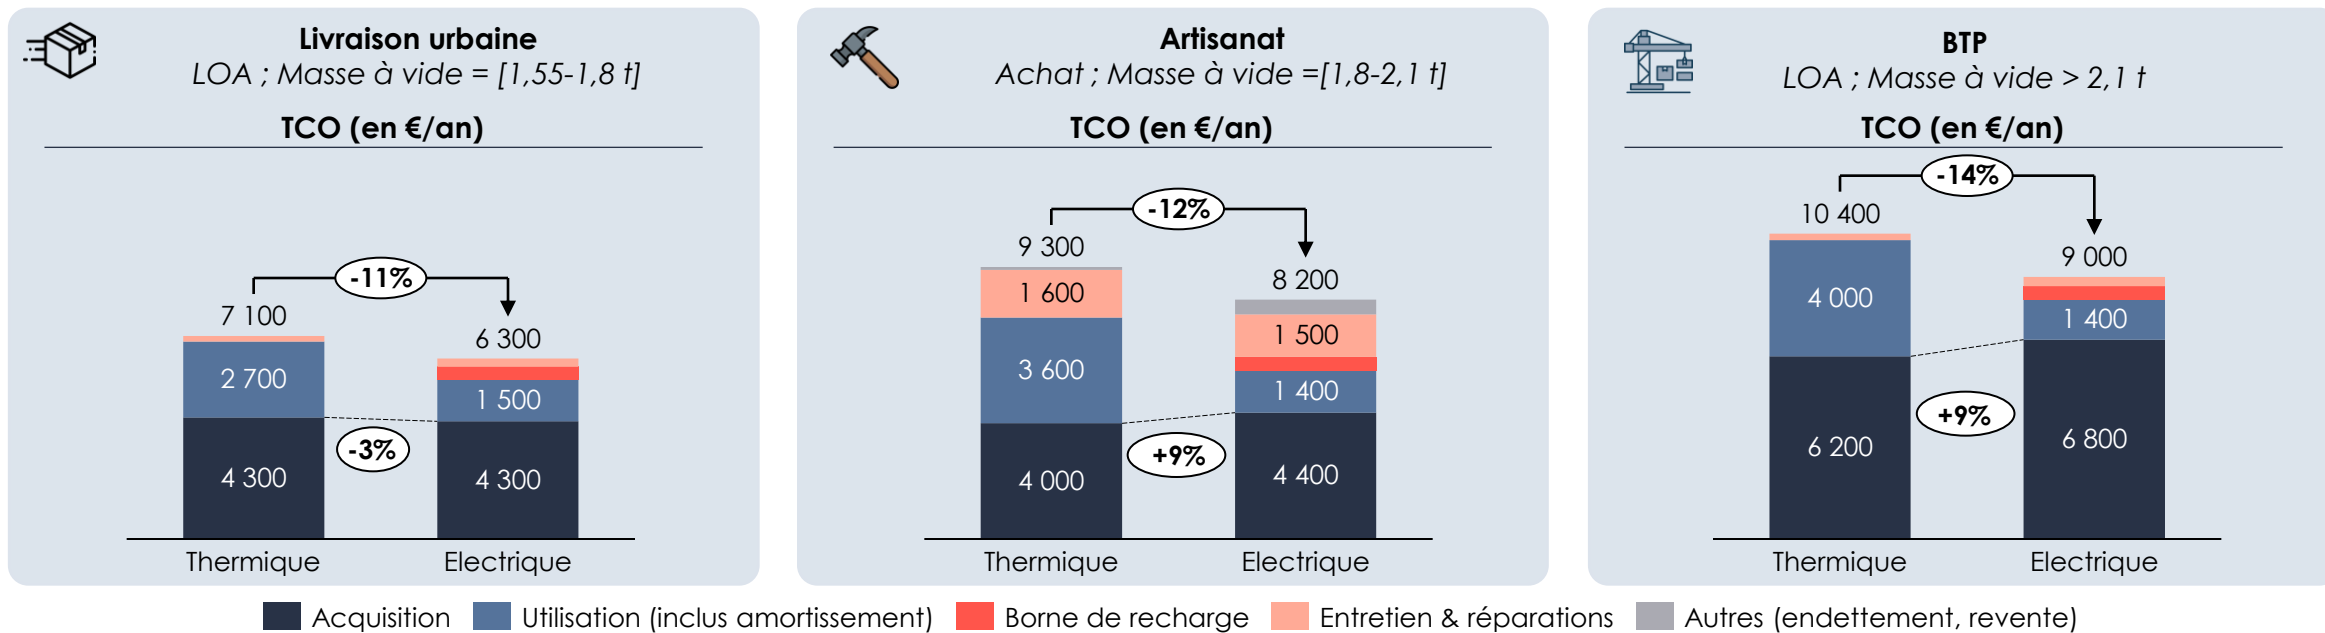 Livraison urbaine
LOA ; Masse à vide = [1,55-1,8 t]
TCO (en €/an)
-11%
7 100
6 300
2 700
1 500
-3%
4 300
4 300
Thermique
Electrique
Artisanat
Achat ; Masse à vide =[1,8-2,1 t]
TCO (en €/an)
-12%
9 300
8 200
1 600
1 500
3 600
1 400
+9%
4 000
4 400
Thermique
Electrique
BTP
LOA ; Masse à vide > 2,1 t
TCO (en €/an)
-14%
10 400
9 000
4 000
1 400
+9%
6 200
6 800
Thermique
Electrique
Acquisition
Utilisation (inclus amortissement)
Borne de recharge
Entretien & réparations
Autres (endettement, revente)